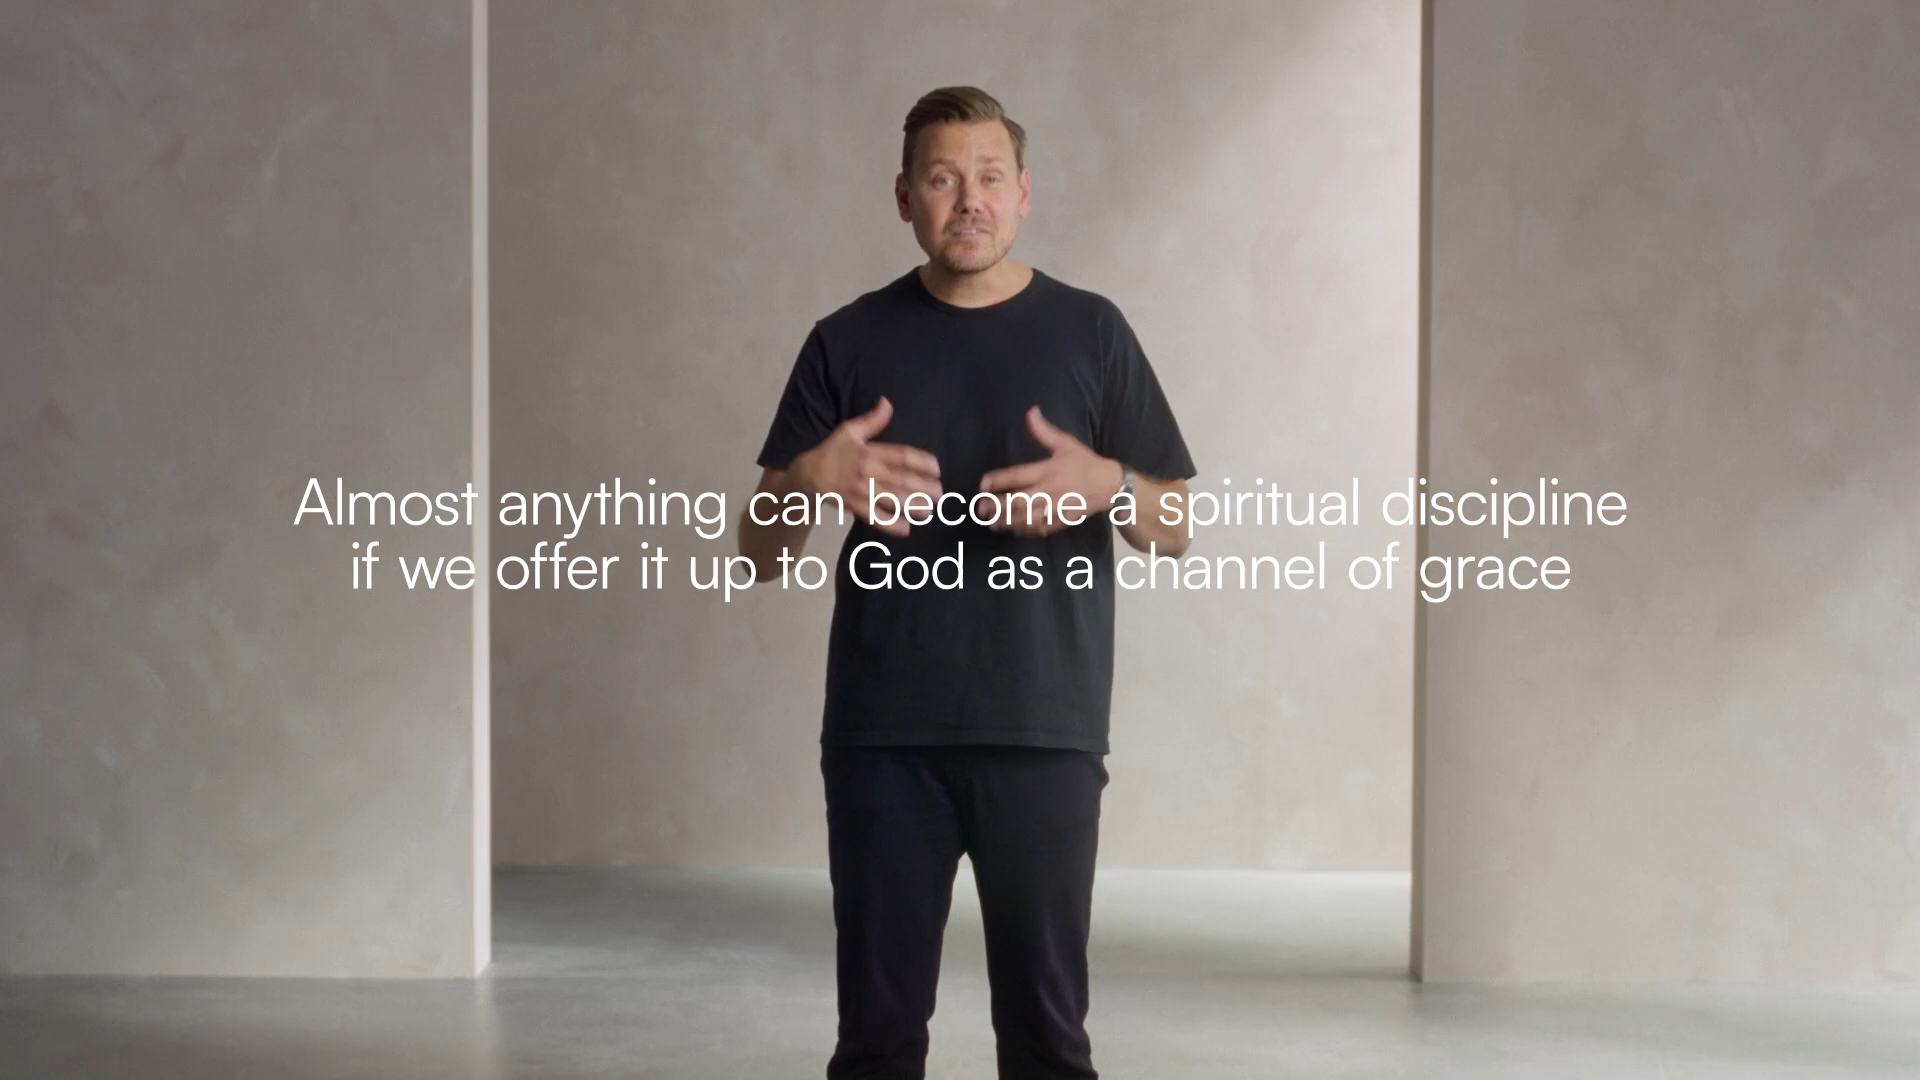 Almost anything can become a spiritual discipline
if we offer it up to God as a channel of grace